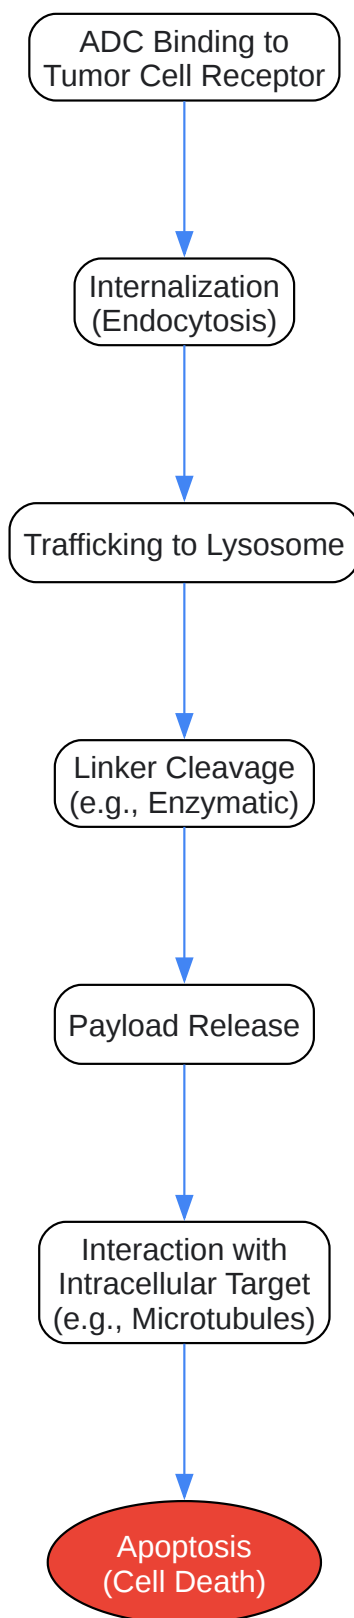 ADC Binding to
Tumor Cell Receptor
Internalization
(Endocytosis)
Trafficking to Lysosome
Linker Cleavage
(e.g., Enzymatic)
Payload Release
Interaction with
Intracellular Target
(e.g., Microtubules)
Apoptosis
(Cell Death)